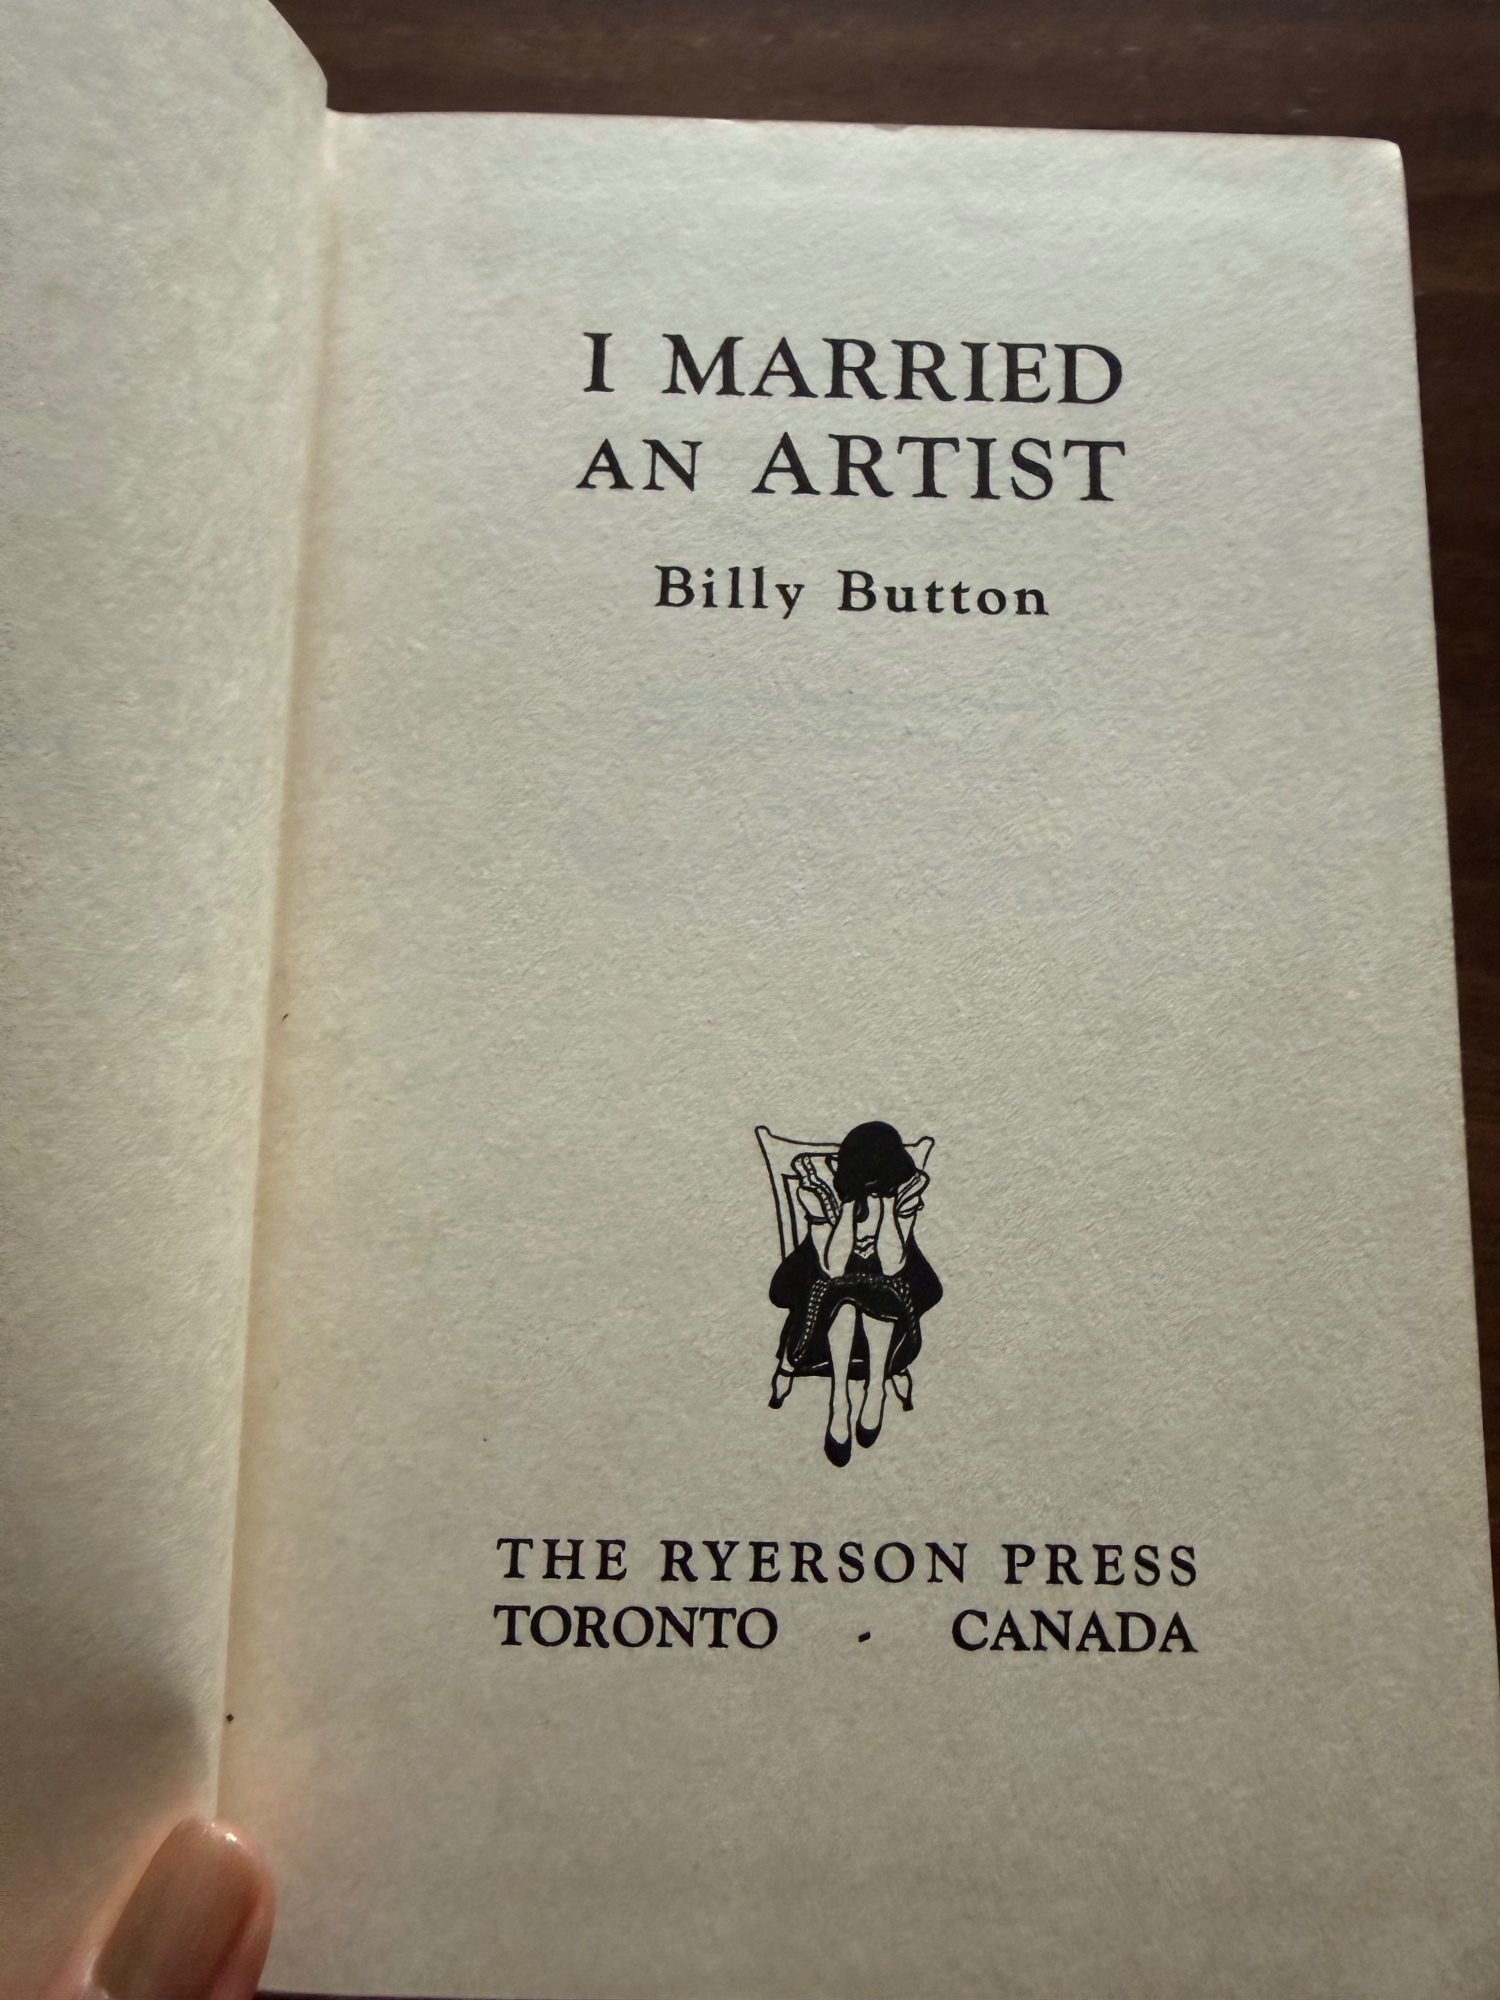 I MARRIED
AN ARTIST
Billy Button
THE RYERSON PRESS
TORONTO · CANADA